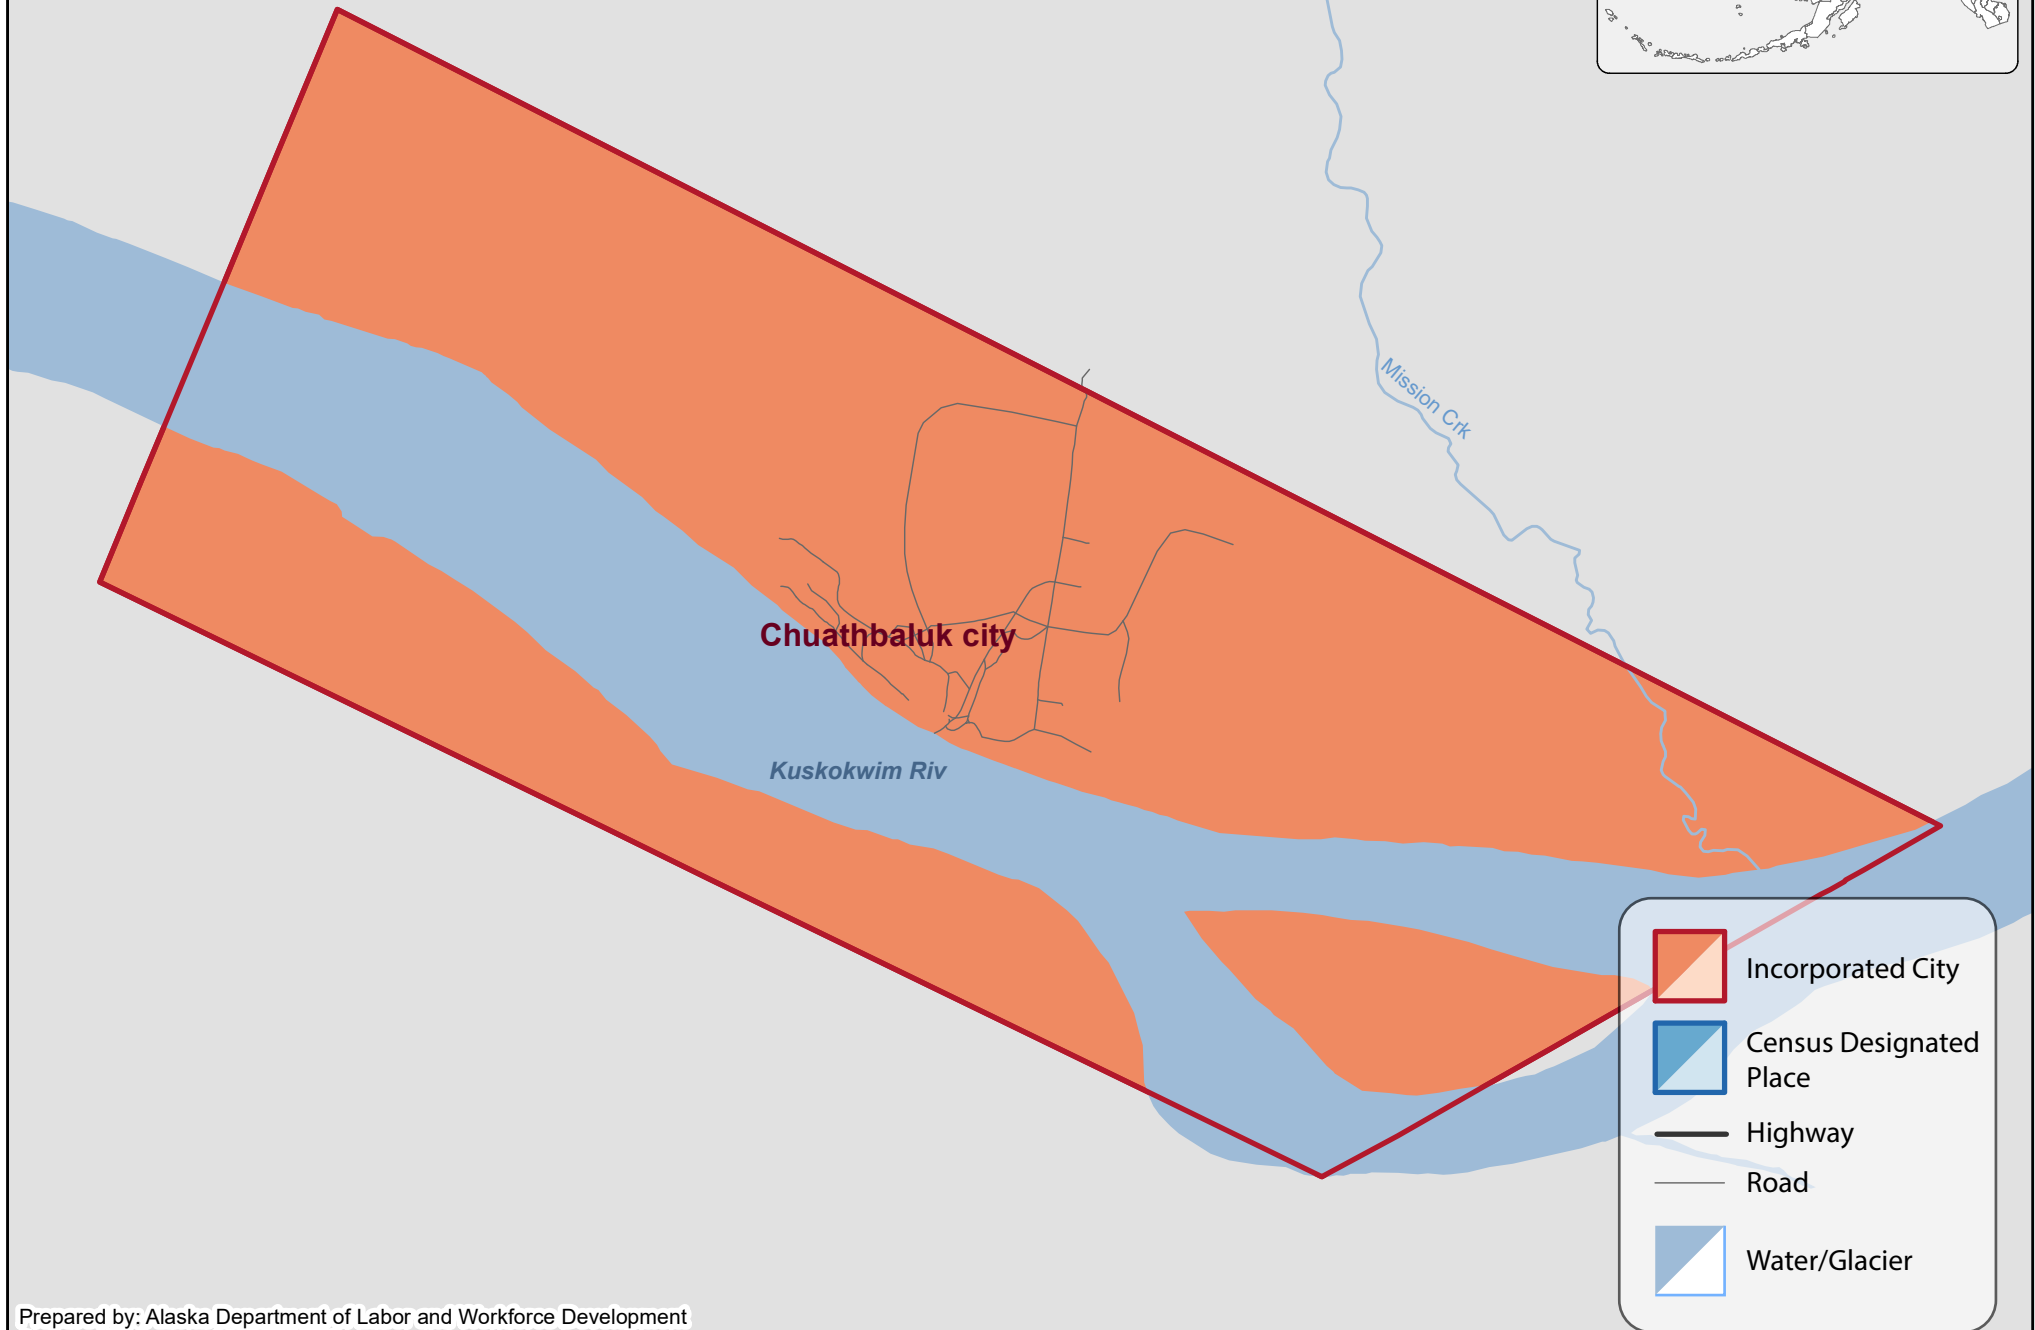 Mission Crk
Chuathbaluk city
Kuskokwim Riv
Incorporated City
Census Designated
Place
Highway
Road
Water/Glacier
Prepared by: Alaska Department of Labor and Workforce Development